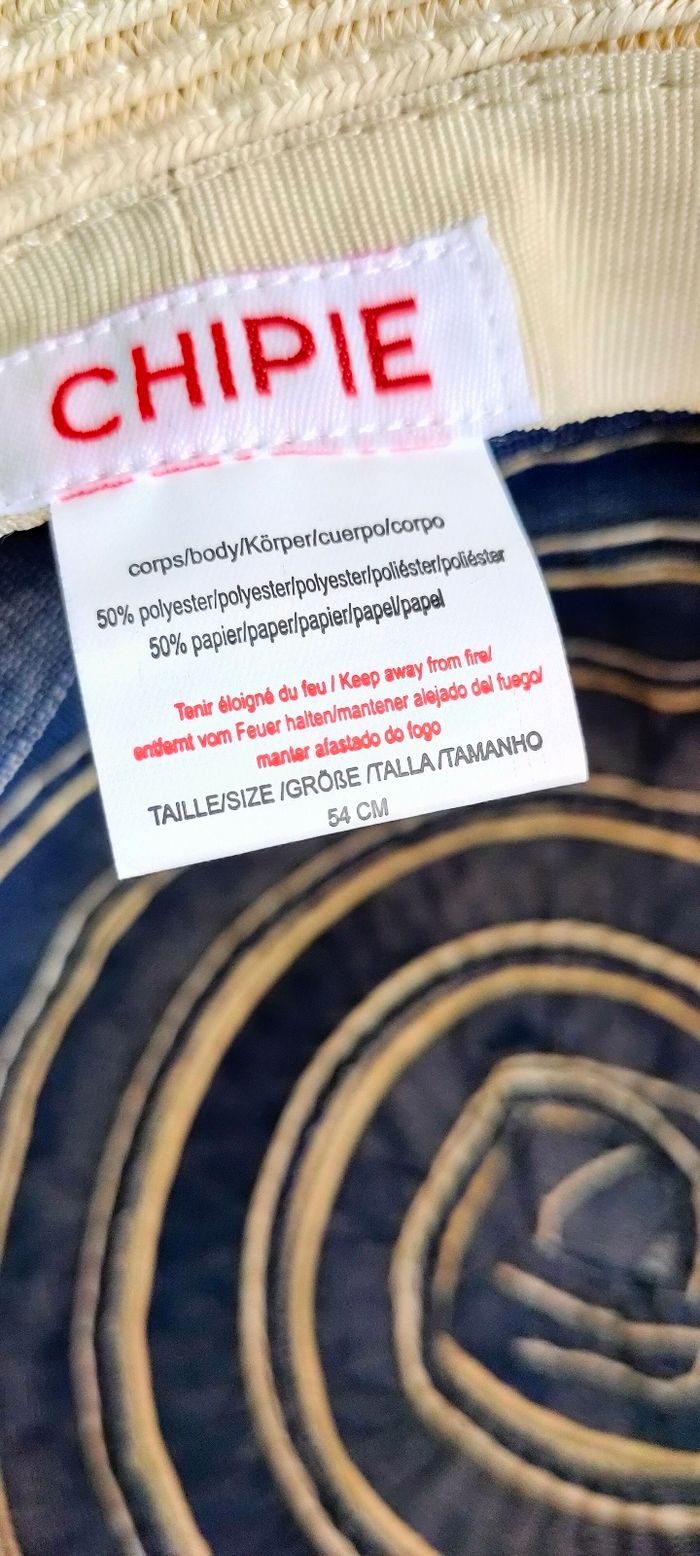 CHIPIE
corps/body/Körper/cuerpo/corpo
50% polyester/polyester/polyester/poliéster/poliéster
50% papier/paper/papier/papel/papel
Tenir éloigné du feu / Keep away from fire/
entfernt vom Feuer halten/mantener alejado del fuego/
manter afastado do fogo
TAILLE/SIZE /GRÖßE /TALLA /TAMANHO
54 CM